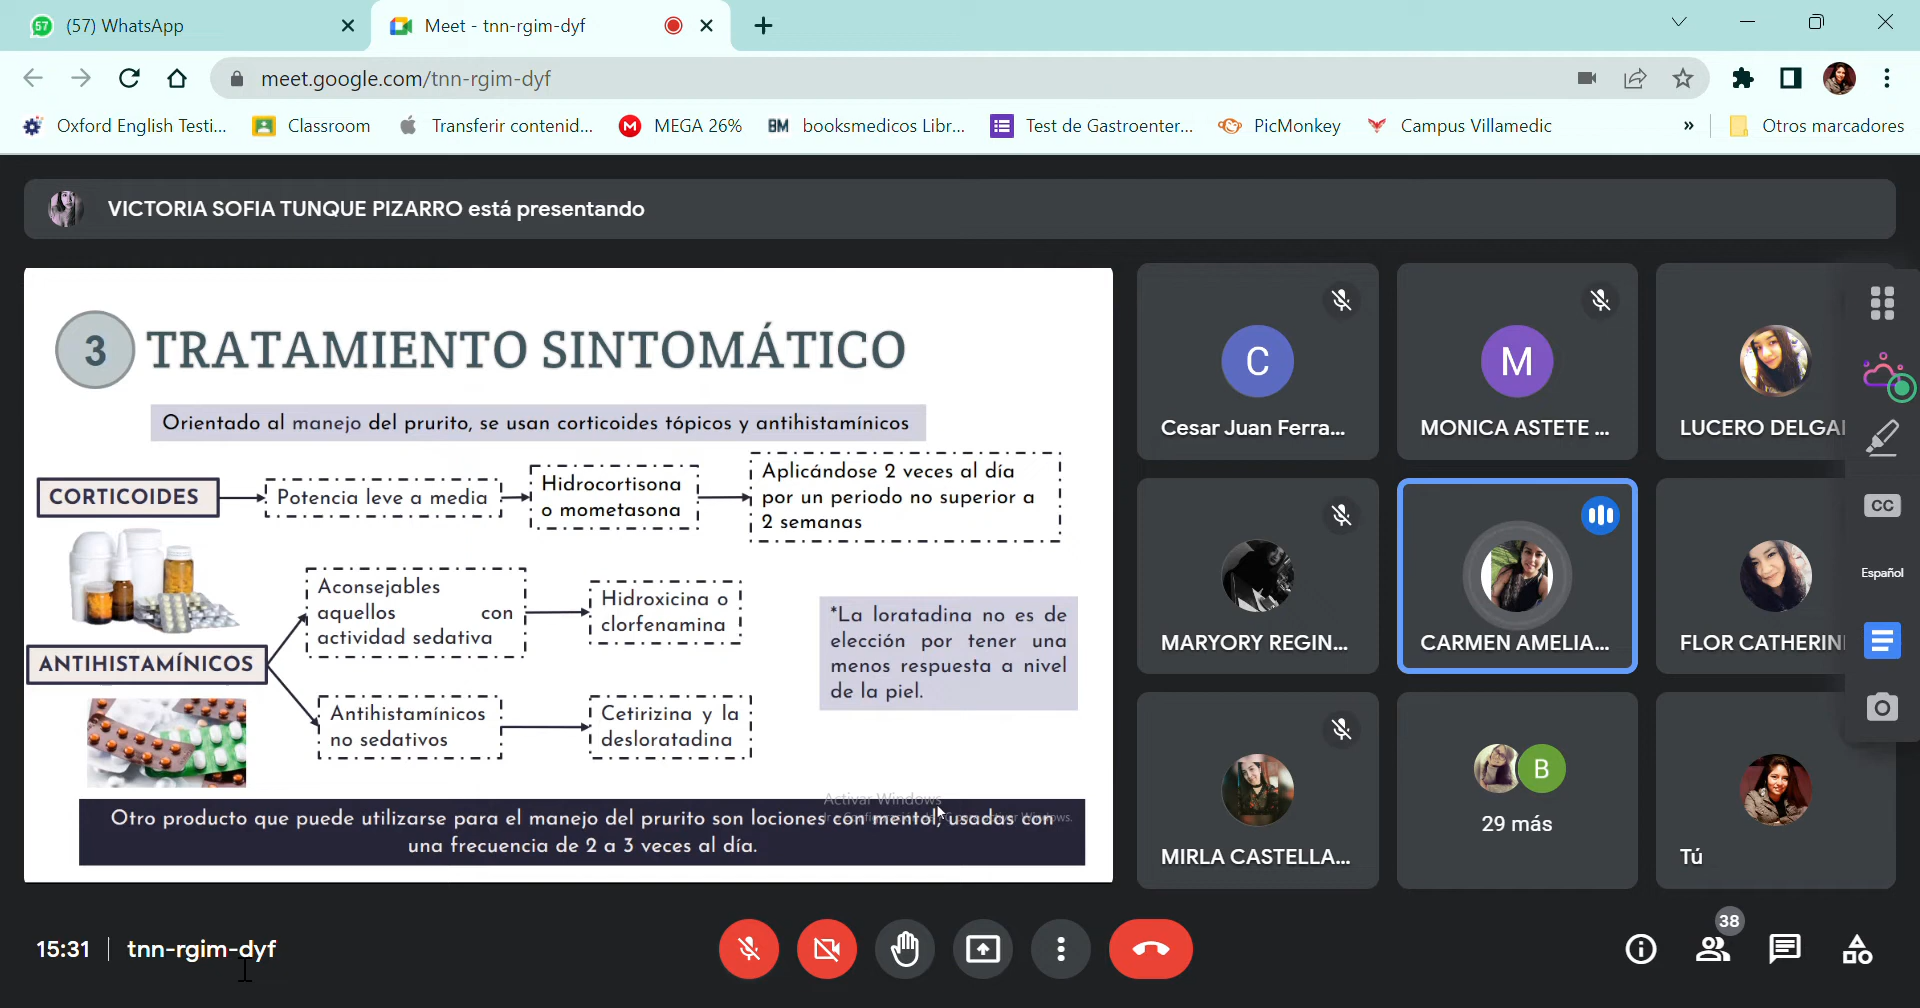 (57) WhatsApp
Meet - tnn-rgim-dyf
meet.google.com/tnn-rgim-dyf
Oxford English Testi...
Classroom
Transferir contenid...
MEGA 26%
BM booksmedicos Libr...
Test de Gastroenter...
PicMonkey
Campus Villamedic
»
Otros marcadores
VICTORIA SOFIA TUNQUE PIZARRO está presentando
3 TRATAMIENTO SINTOMÁTICO
Orientado al manejo del prurito, se usan corticoides tópicos y antihistamínicos
CORTICOIDES
Potencia leve a media
Hidrocortisona
o mometasona
Aplicándose 2 veces al día
por un periodo no superior a
2 semanas
ANTIHISTAMÍNICOS
Aconsejables
aquellos con
actividad sedativa
Hidroxicina o
clorfenamina
Antihistamínicos
no sedativos
Cetirizina y la
desloratadina
*La loratadina no es de
elección por tener una
menos respuesta a nivel
de la piel.
Activar Windows
Otro producto que puede utilizarse para el manejo del prurito son lociones con mentol, usadas con
una frecuencia de 2 a 3 veces al día.
C
Cesar Juan Ferra...
M
MONICA ASTETE ...
LUCERO DELGA
MARYORY REGIN...
CARMEN AMELIA...
FLOR CATHERIN
MIRLA CASTELLA...
B
29 más
Tú
CC
Español
15:31
tnn-rgim-dyf
38